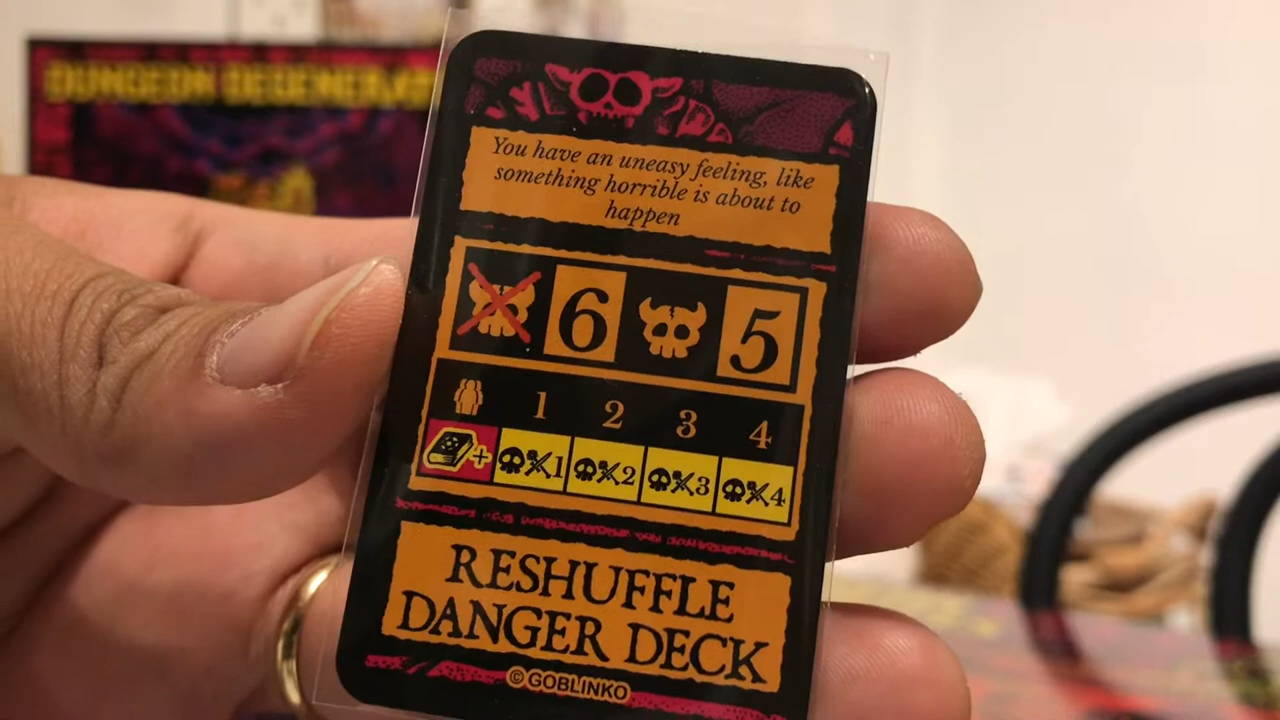 DUNGEON DEGENERAT
You have an uneasy feeling, like
something horrible is about to
happen
6 5
1 2 3 4
+ 1 2 3 4
RESHUFFLE
DANGER DECK
© GOBLINKO